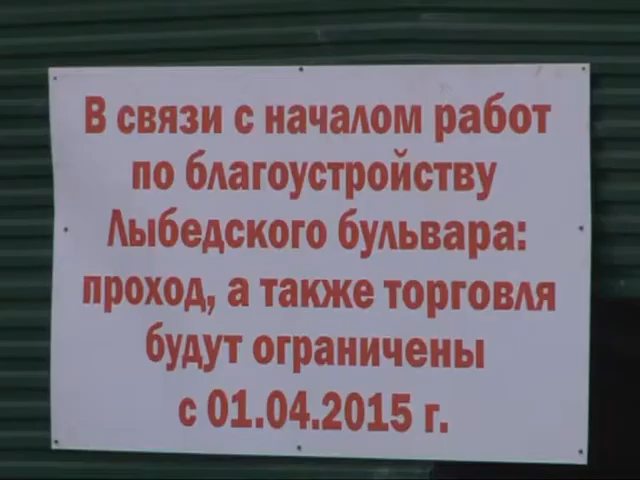 В связи с началом работ
по благоустройству
Лыбедского бульвара:
проход, а также торговля
будут ограничены
с 01.04.2015 г.